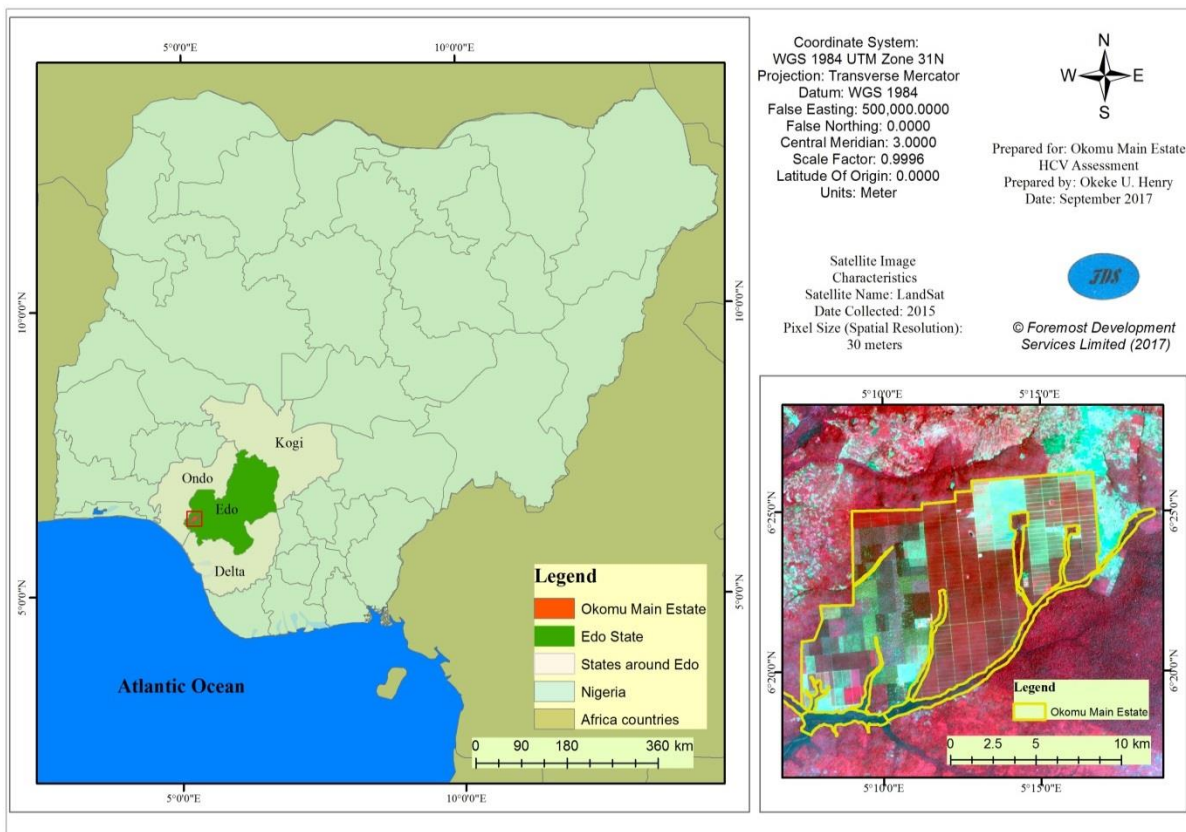 5°0'0"E
10°0'0"E
10°0'0"N
10°0'0"N
5°0'0"N
5°0'0"N
Kogi
Ondo
Edo
Delta
Atlantic Ocean
Legend
Okomu Main Estate
Edo State
States around Edo
Nigeria
Africa countries
0 90 180 360 km
5°0'0"E
10°0'0"E
Coordinate System:
WGS 1984 UTM Zone 31N
Projection: Transverse Mercator
Datum: WGS 1984
False Easting: 500,000.0000
False Northing: 0.0000
Central Meridian: 3.0000
Scale Factor: 0.9996
Latitude Of Origin: 0.0000
Units: Meter
N
W E
S
Prepared for: Okomu Main Estate
HCV Assessment
Prepared by: Okeke U. Henry
Date: September 2017
Satellite Image
Characteristics
Satellite Name: LandSat
Date Collected: 2015
Pixel Size (Spatial Resolution):
30 meters
FDS
© Foremost Development
Services Limited (2017)
5°10'0"E
5°15'0"E
6°25'0"N
6°25'0"N
6°20'0"N
6°20'0"N
Legend
Okomu Main Estate
0 2.5 5 10 km
5°10'0"E
5°15'0"E